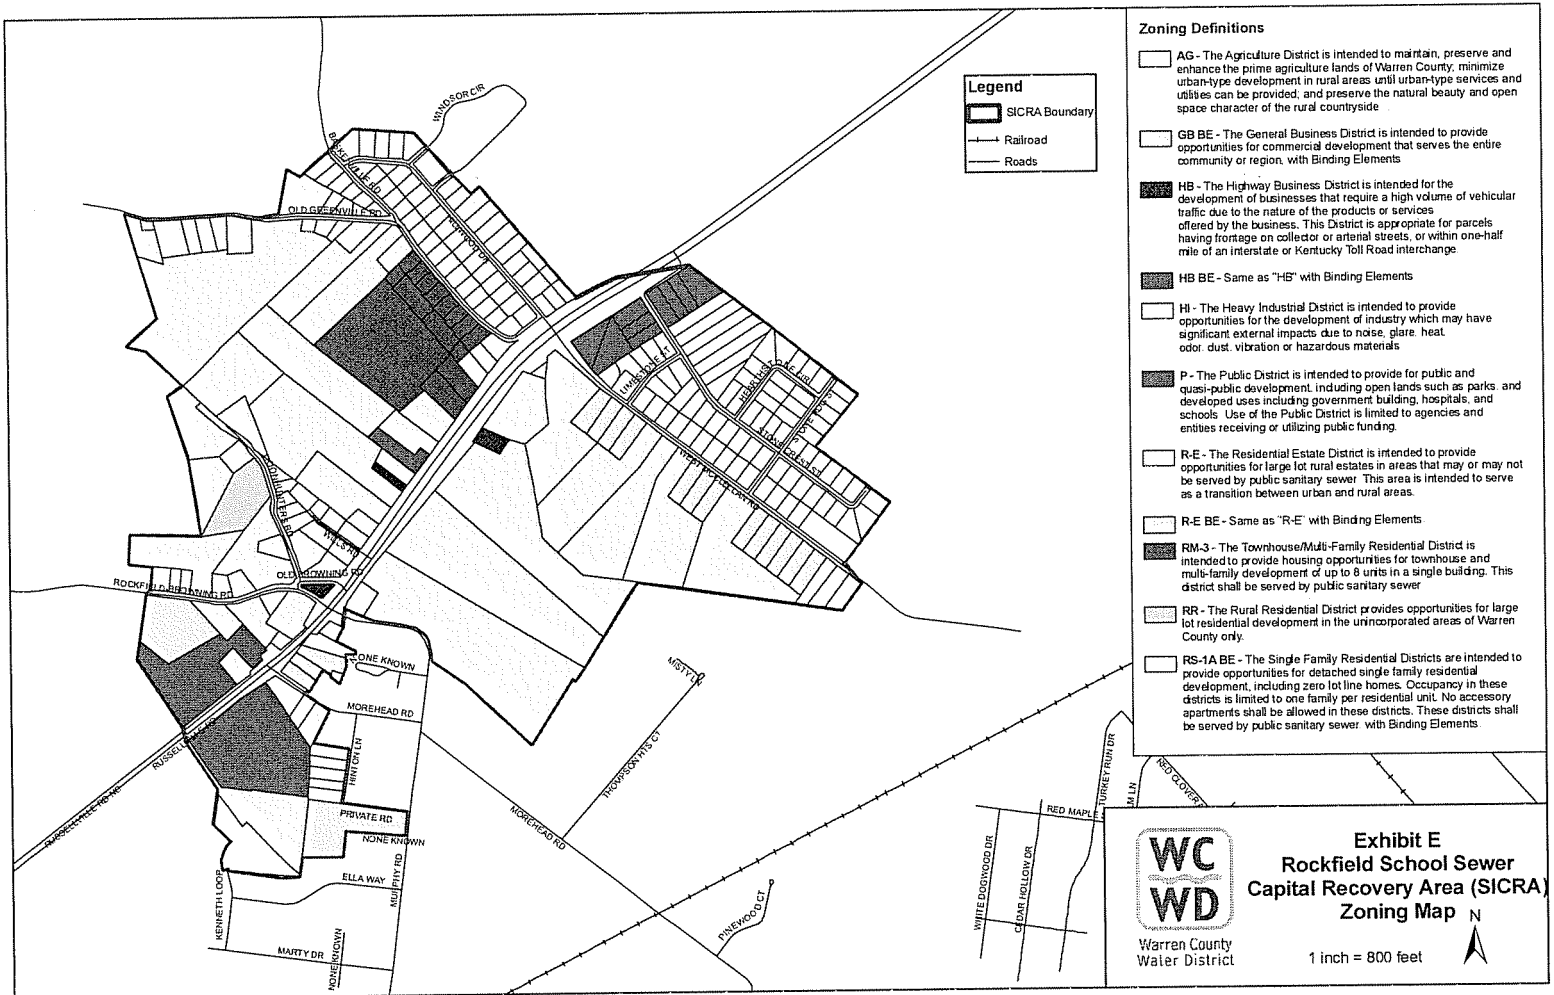 Zoning Definitions
AG - The Agriculture District is intended to maintain, preserve and
enhance the prime agriculture lands of Warren County; minimize
urban-type development in rural areas until urban-type services and
utilities can be provided; and preserve the natural beauty and open
space character of the rural countryside
GB BE - The General Business District is intended to provide
opportunities for commercial development that serves the entire
community or region, with Binding Elements
HB - The Highway Business District is intended for the
development of businesses that require a high volume of vehicular
traffic due to the nature of the products or services
offered by the business. This District is appropriate for parcels
having frontage on collector or arterial streets, or within one-half
mile of an interstate or Kentucky Toll Road interchange
HB BE - Same as "HB" with Binding Elements
HI - The Heavy Industrial District is intended to provide
opportunities for the development of industry which may have
significant external impacts due to noise, glare, heat,
odor, dust, vibration or hazardous materials
P - The Public District is intended to provide for public and
quasi-public development, including open lands such as parks, and
developed uses including government building, hospitals, and
schools Use of the Public District is limited to agencies and
entities receiving or utilizing public funding.
R-E - The Residential Estate District is intended to provide
opportunities for large lot rural estates in areas that may or may not
be served by public sanitary sewer This area is intended to serve
as a transition between urban and rural areas.
R-E BE - Same as "R-E" with Binding Elements
RM-3 - The Townhouse/Multi-Family Residential District is
intended to provide housing opportunities for townhouse and
multi-family development of up to 8 units in a single building. This
district shall be served by public sanitary sewer
RR - The Rural Residential District provides opportunities for large
lot residential development in the unincorporated areas of Warren
County only.
RS-1A BE - The Single Family Residential Districts are intended to
provide opportunities for detached single family residential
development, including zero lot line homes. Occupancy in these
districts is limited to one family per residential unit. No accessory
apartments shall be allowed in these districts. These districts shall
be served by public sanitary sewer with Binding Elements
Legend
SICRA Boundary
Railroad
Roads
WINDSOR CIR
OLD GREENVILLE RD
LIMESTONE CT
HEARTHSTONE CIR
STONECREST ST
WILLS RD
OLD BROWNING RD
ROCKFIELD BROWNING RD
NONE KNOWN
MISTY LN
MOREHEAD RD
HINTON LN
THOMPSON HTS CT
RUSSELLVILLE RD
PRIVATE RD
NONE KNOWN
MOREHEAD RD
ELLA WAY
MURPHY RD
KENNETH LOOP
MARTY DR
NONE KNOWN
PINEWOOD CT
WHITE DOGWOOD DR
CEDAR HOLLOW DR
RED MAPLE
TURKEY RUN DR
M LN
RED CLOVER
WC
WD
Warren County
Water District
Exhibit E
Rockfield School Sewer
Capital Recovery Area (SICRA)
Zoning Map
N
1 inch = 800 feet